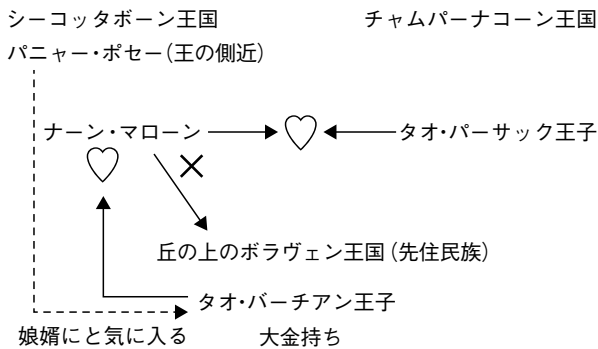 シーコッタボーン王国
チャムパーナコーン王国
パニャー・ポセー(王の側近)
ナーン・マローン
タオ・パーサック王子
丘の上のボラヴェン王国(先住民族)
タオ・バーチアン王子
娘婿にと気に入る
大金持ち